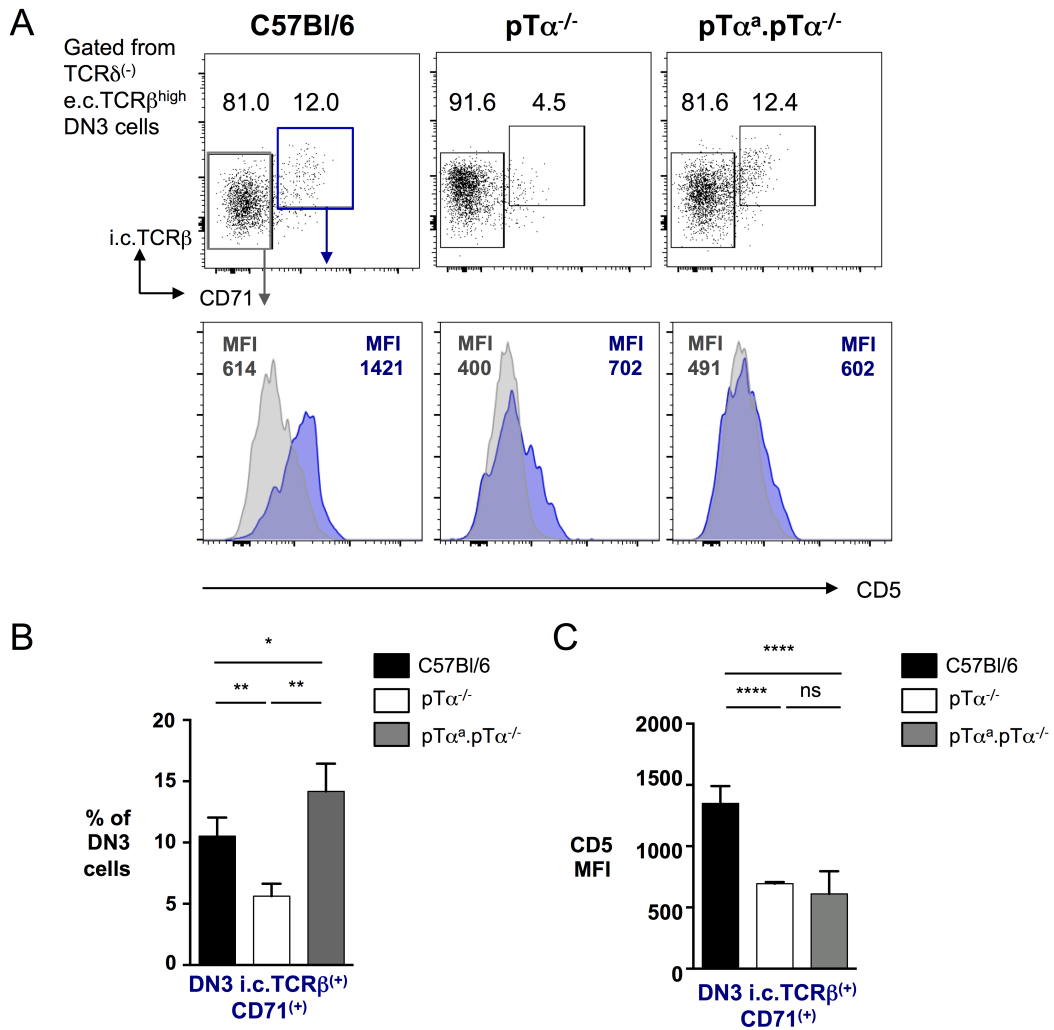 A
C57Bl/6
pTα-/-
pTαa.pTα-/-
Gated from
TCRδ(-)
e.c.TCRβhigh
DN3 cells
81.0 12.0
91.6 4.5
81.6 12.4
i.c.TCRβ
CD71
MFI
614
MFI
1421
MFI
400
MFI
702
MFI
491
MFI
602
CD5
B
*
** **
C57Bl/6
pTα-/-
pTαa.pTα-/-
20
15
10
5
0
% of
DN3
cells
DN3 i.c.TCRβ(+)
CD71(+)
C
****
**** ns
C57Bl/6
pTα-/-
pTαa.pTα-/-
2000
1500
1000
500
0
CD5
MFI
DN3 i.c.TCRβ(+)
CD71(+)